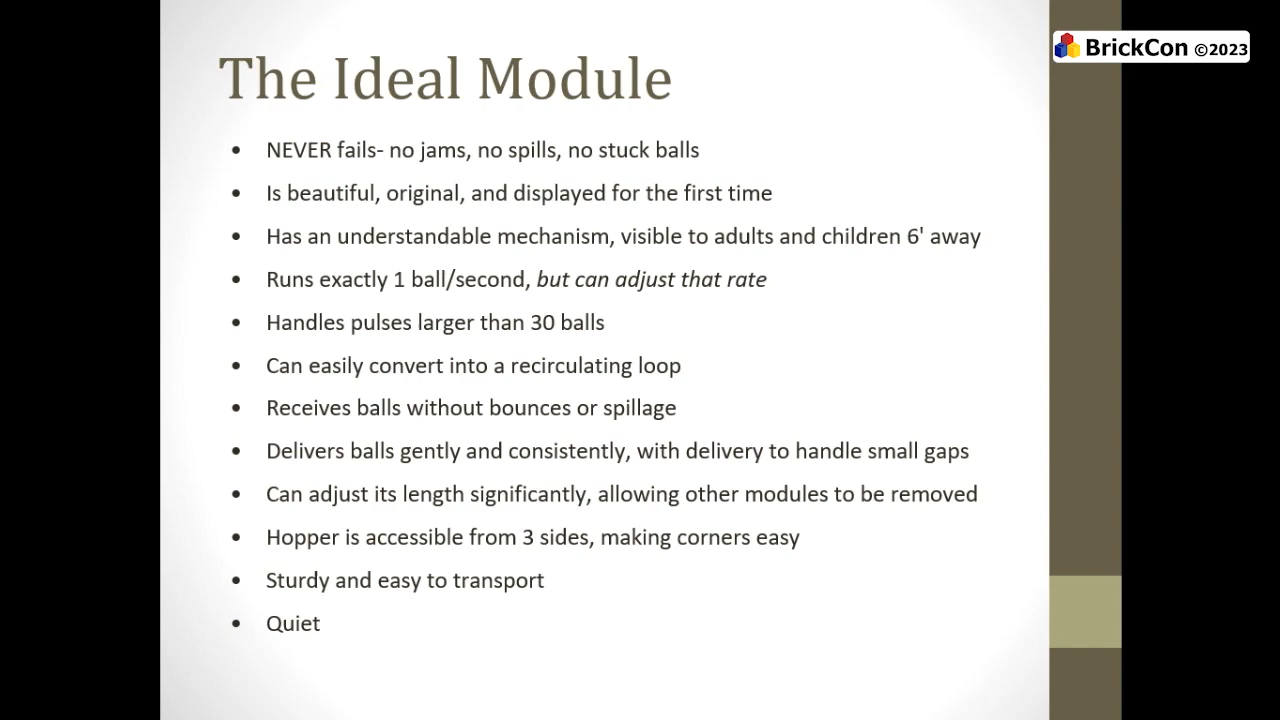 BrickCon ©2023
The Ideal Module
• NEVER fails- no jams, no spills, no stuck balls
• Is beautiful, original, and displayed for the first time
• Has an understandable mechanism, visible to adults and children 6' away
• Runs exactly 1 ball/second, but can adjust that rate
• Handles pulses larger than 30 balls
• Can easily convert into a recirculating loop
• Receives balls without bounces or spillage
• Delivers balls gently and consistently, with delivery to handle small gaps
• Can adjust its length significantly, allowing other modules to be removed
• Hopper is accessible from 3 sides, making corners easy
• Sturdy and easy to transport
• Quiet